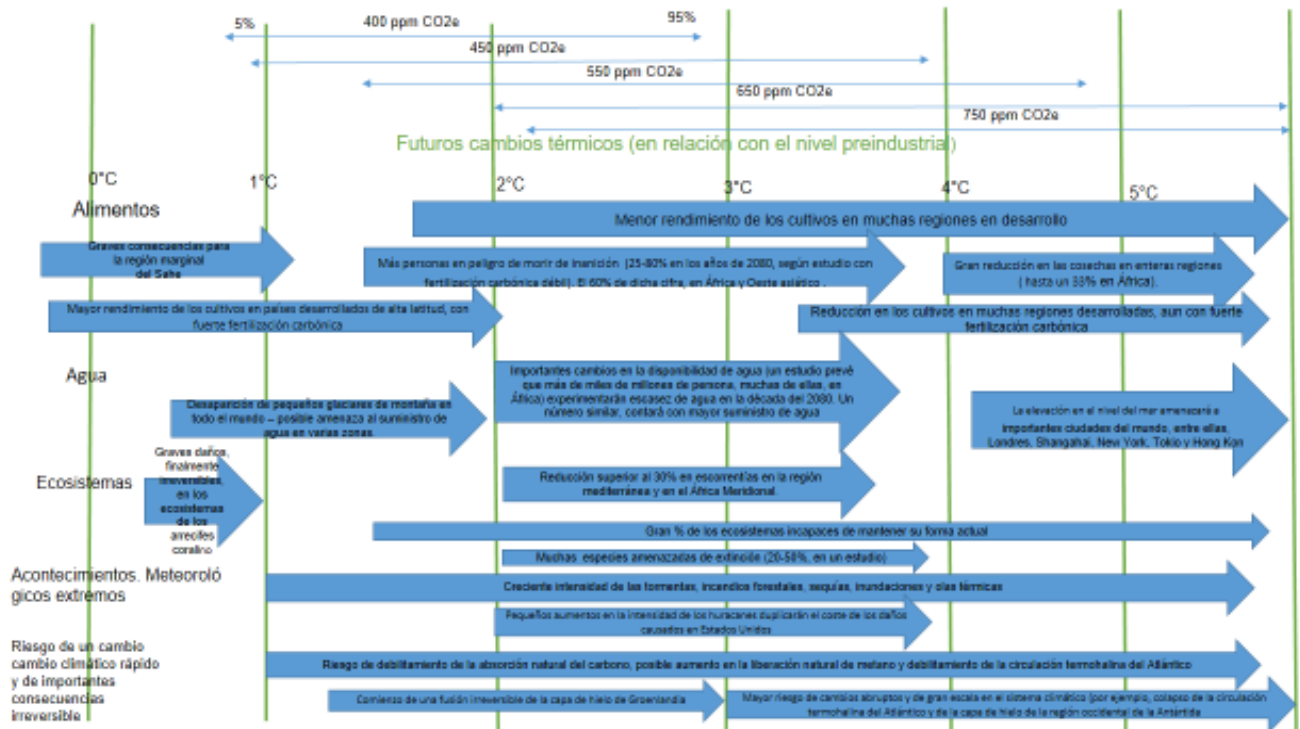 5%
400 ppm CO2e
95%
450 ppm CO2e
550 ppm CO2e
650 ppm CO2e
750 ppm CO2e
Futuros cambios térmicos (en relación con el nivel preindustrial)
0°C
1°C
2°C
3°C
4°C
5°C
Alimentos
Menor rendimiento de los cultivos en muchas regiones en desarrollo
Graves consecuencias para
la región marginal
del Sahe
Más personas en peligro de morir de inanición (25-80% en los años de 2080, según estudio con
fertilización carbónica débil). El 60% de dicha cifra, en África y Oeste asiático .
Gran reducción en las cosechas en enteras regiones
( hasta un 33% en África).
Mayor rendimiento de los cultivos en países desarrollados de alta latitud, con
fuerte fertilización carbónica
Reducción en los cultivos en muchas regiones desarrolladas, aun con fuerte
fertilización carbónica
Agua
Importantes cambios en la disponibilidad de agua (un estudio prevé
que más de miles de millones de persona, muchas de ellas, en
África) experimentarán escasez de agua en la década del 2080. Un
número similar, contará con mayor suministro de agua
Desaparición de pequeños glaciares de montaña en
todo el mundo – posible amenaza al suministro de
agua en varias zonas.
La elevación en el nivel del mar amenazará a
importantes ciudades del mundo, entre ellas,
Londres, Shangahai, New York, Tokio y Hong Kon
Ecosistemas
Graves daños,
finalmente
irreversibles,
en los
ecosistemas
de los
arrecifes
coralino
Reducción superior al 30% en escorrentías en la región
mediterránea y en el África Meridional.
Gran % de los ecosistemas incapaces de mantener su forma actual
Muchas especies amenazadas de extinción (20-50%, en un estudio)
Acontecimientos. Meteoroló
gicos extremos
Creciente intensidad de las tormentas, incendios forestales, sequías, inundaciones y olas térmicas
Pequeños aumentos en la intensidad de los huracanes duplicarán el coste de los daños
causados en Estados Unidos
Riesgo de un cambio
cambio climático rápido
y de importantes
consecuencias
irreversible
Riesgo de debilitamiento de la absorción natural del carbono, posible aumento en la liberación natural de metano y debilitamiento de la circulación termohalina del Atlántico
Comienzo de una fusión irreversible de la capa de hielo de Groenlandia
Mayor riesgo de cambios abruptos y de gran escala en el sistema climático (por ejemplo, colapso de la circulación
termohalina del Atlántico y de la capa de hielo de la región occidental de la Antártida